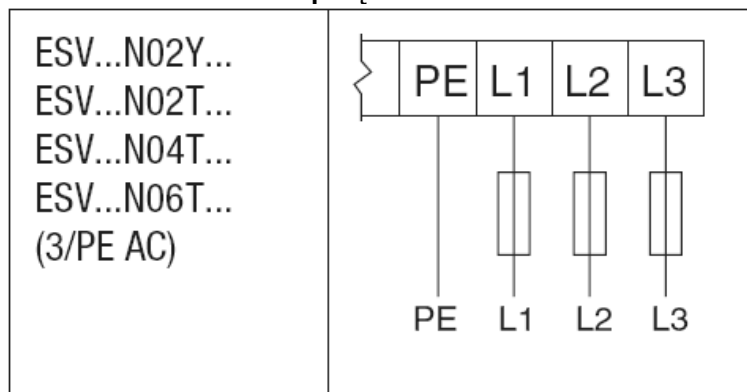 ESV...N02Y...
ESV...N02T...
ESV...N04T...
ESV...N06T...
(3/PE AC)
PE L1 L2 L3
PE L1 L2 L3